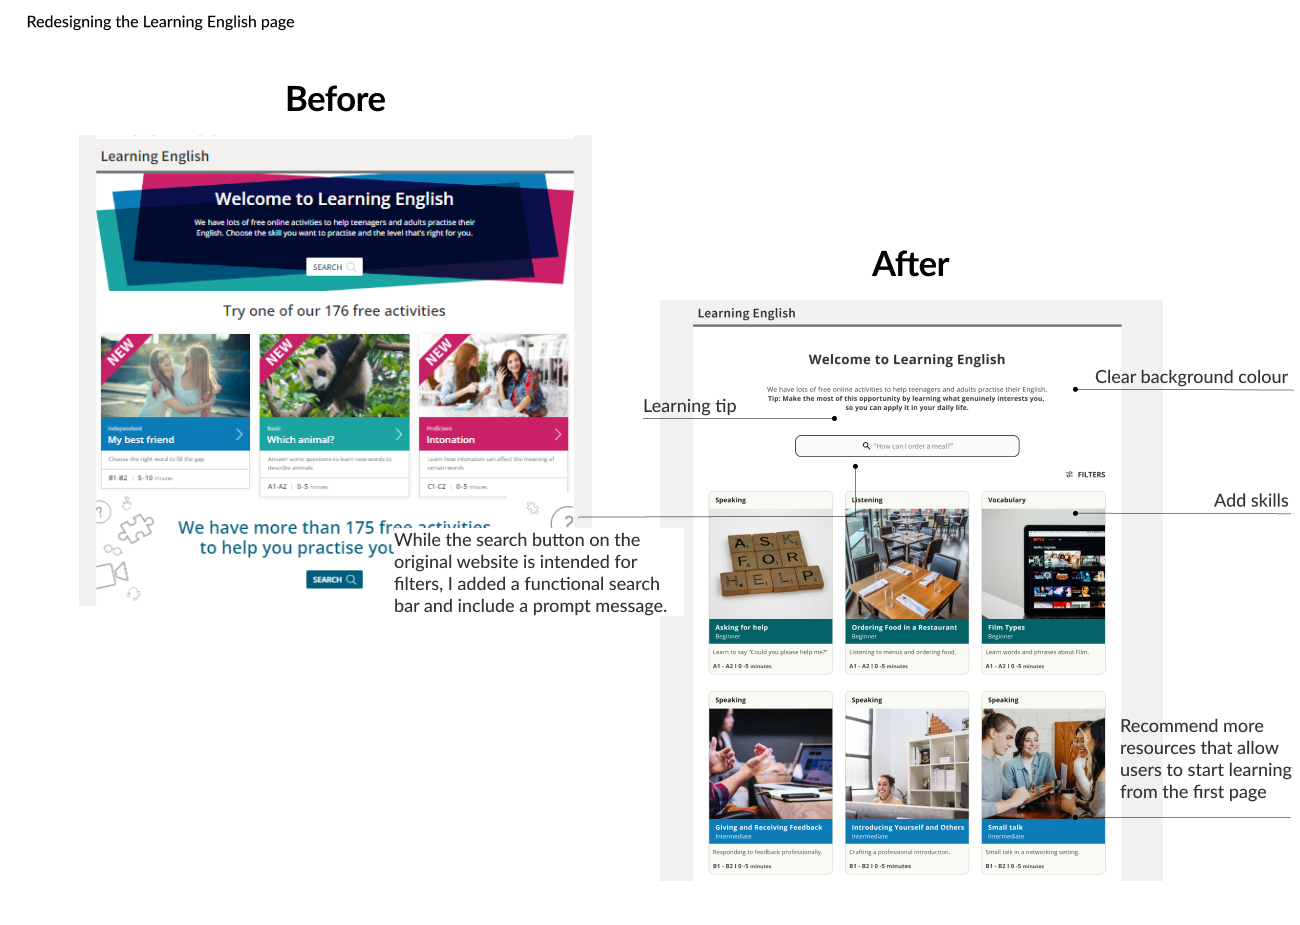 Redesigning the Learning English page
Before
Learning English
Welcome to Learning English
We have lots of free online activities to help teenagers and adults practise their
English. Choose the skill you want to practise and the level that's right for you.
SEARCH
Try one of our 176 free activities
NEW
Independent
My best friend
Choose the right word to fill the gap
B1-B2 | 5-10 minutes
NEW
Basic
Which animal?
Answer some questions to learn new words to
describe animals
A1-A2 | 0-5 minutes
NEW
Proficient
Intonation
Learn how intonation can affect the meaning of
certain words
C1-C2 | 0-5 minutes
We have more than 175 free activities
to help you practise you
SEARCH
While the search button on the
original website is intended for
filters, I added a functional search
bar and include a prompt message.
After
Learning English
Welcome to Learning English
We have lots of free online activities to help teenagers and adults practise their English.
Tip: Make the most of this opportunity by learning what genuinely interests you,
so you can apply it in your daily life.
Clear background colour
Learning tip
"How can I order a meal?"
FILTERS
Add skills
Speaking
ASK
FOR
HELP
Asking for help
Beginner
Learn to say "Could you please help me?"
A1 - A2 I 0 -5 minutes
Listening
Ordering Food in a Restaurant
Beginner
Listening to menus and ordering food.
A1 - A2 I 0 -5 minutes
Vocabulary
Film Types
Beginner
Learn words and phrases about Film.
A1 - A2 I 0 -5 minutes
Speaking
Giving and Receiving Feedback
Intermediate
Responding to feedback professionally.
B1 - B2 I 0 -5 minutes
Speaking
Introducing Yourself and Others
Intermediate
Crafting a professional introduction.
B1 - B2 I 0 -5 minutes
Speaking
Small talk
Intermediate
Small talk in a networking setting.
B1 - B2 I 0 -5 minutes
Recommend more
resources that allow
users to start learning
from the first page